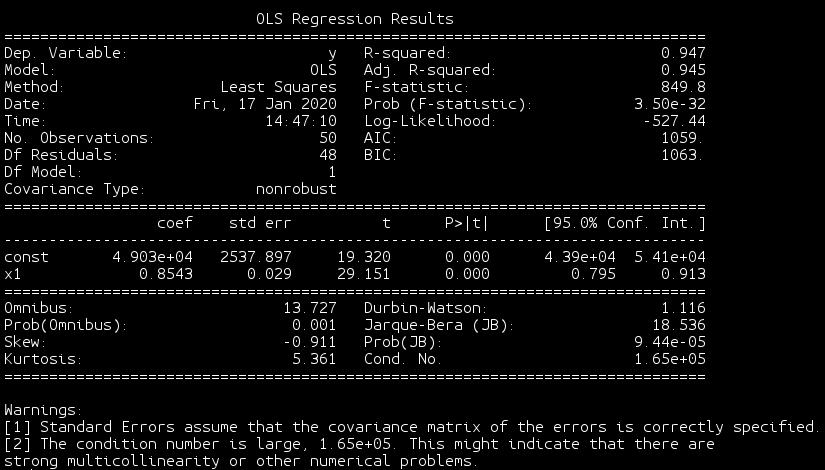 OLS Regression Results
==============================================================================
Dep. Variable:                      y   R-squared:                       0.947
Model:                            OLS   Adj. R-squared:                  0.945
Method:                 Least Squares   F-statistic:                     849.8
Date:                Fri, 17 Jan 2020   Prob (F-statistic):           3.50e-32
Time:                        14:47:10   Log-Likelihood:                -527.44
No. Observations:                  50   AIC:                             1059.
Df Residuals:                      48   BIC:                             1063.
Df Model:                           1
Covariance Type:            nonrobust
==============================================================================
                 coef    std err          t      P>|t|      [95.0% Conf. Int.]
------------------------------------------------------------------------------
const       4.903e+04   2537.897     19.320      0.000      4.39e+04  5.41e+04
x1             0.8543      0.029     29.151      0.000         0.795     0.913
==============================================================================
Omnibus:                       13.727   Durbin-Watson:                   1.116
Prob(Omnibus):                  0.001   Jarque-Bera (JB):               18.536
Skew:                          -0.911   Prob(JB):                     9.44e-05
Kurtosis:                       5.361   Cond. No.                     1.65e+05
==============================================================================
Warnings:
[1] Standard Errors assume that the covariance matrix of the errors is correctly specified.
[2] The condition number is large, 1.65e+05. This might indicate that there are
strong multicollinearity or other numerical problems.